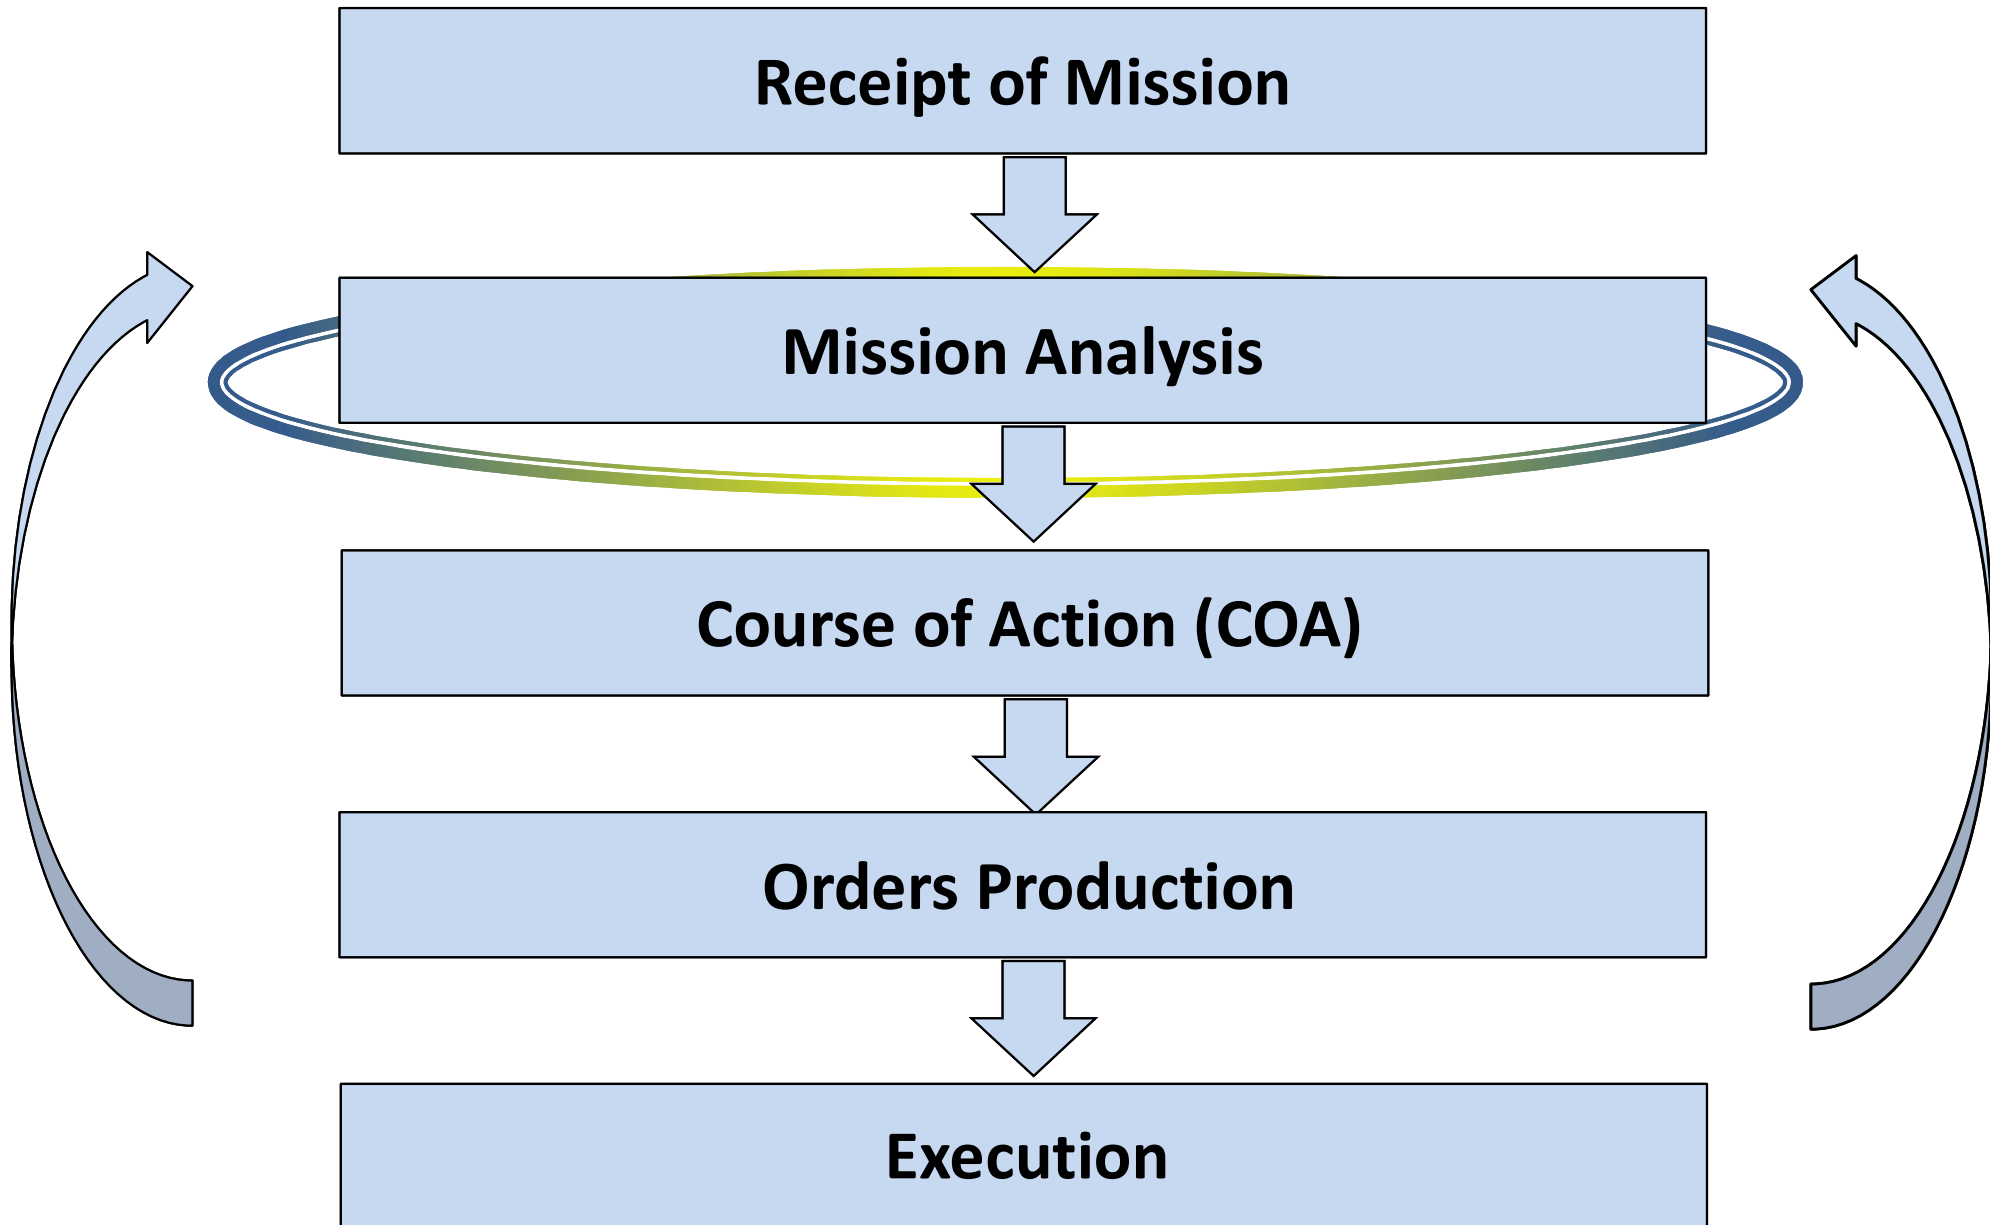 Receipt of Mission
Mission Analysis
Course of Action (COA)
Orders Production
Execution